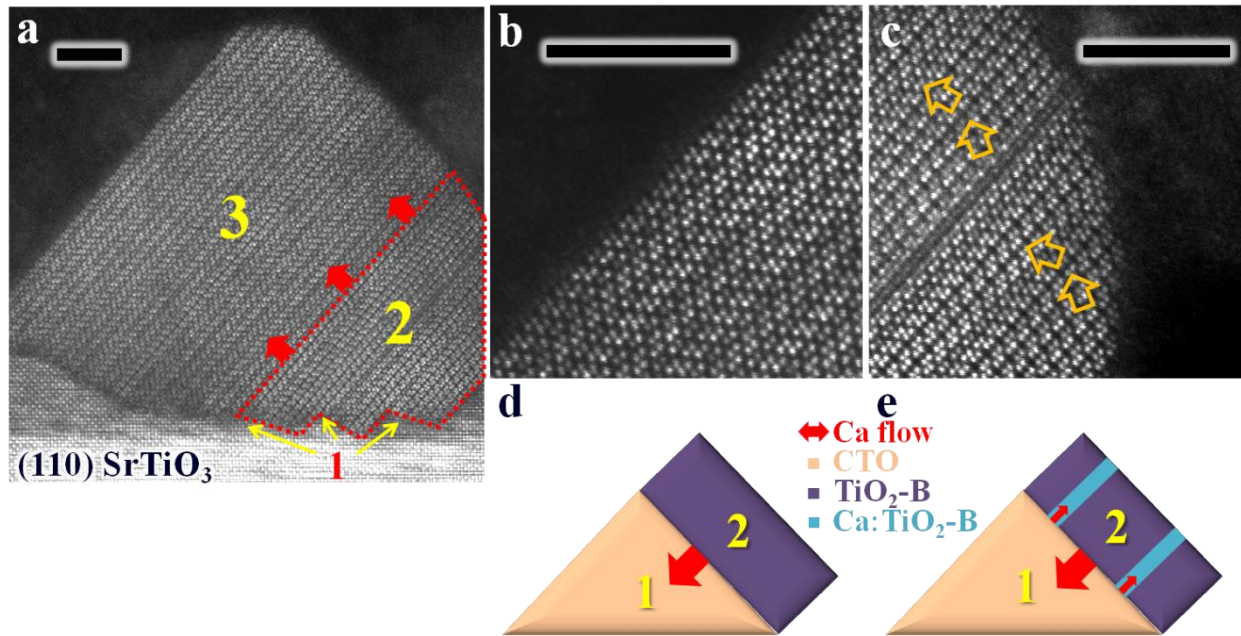 a
b
c
3
2
1
(110) SrTiO₃
d
e
Ca flow
CTO
TiO₂-B
Ca:TiO₂-B
2
1
2
1